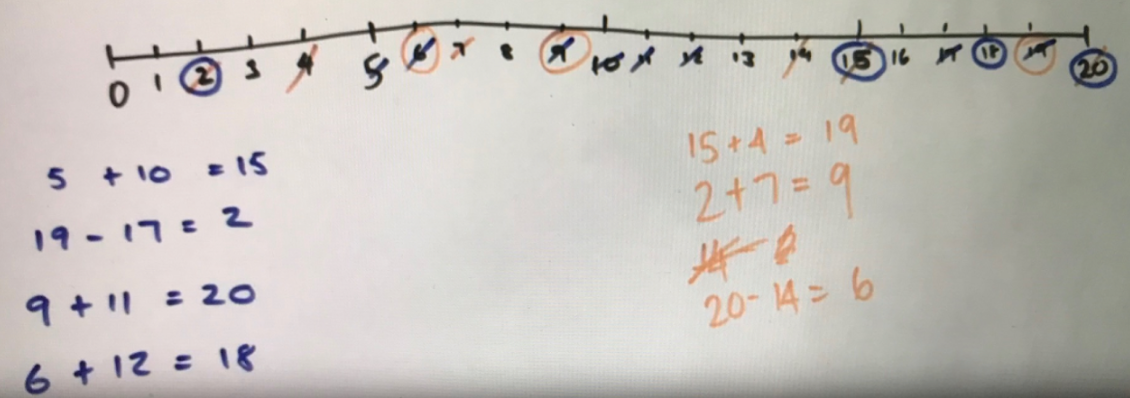 0 1 2 3 4 5 6 7 8 9 10 11 12 13 14 15 16 17 18 19 20
5 + 10 = 15
19 - 17 = 2
9 + 11 = 20
6 + 12 = 18
15 + 4 = 19
2 + 7 = 9
20 - 14 = 6